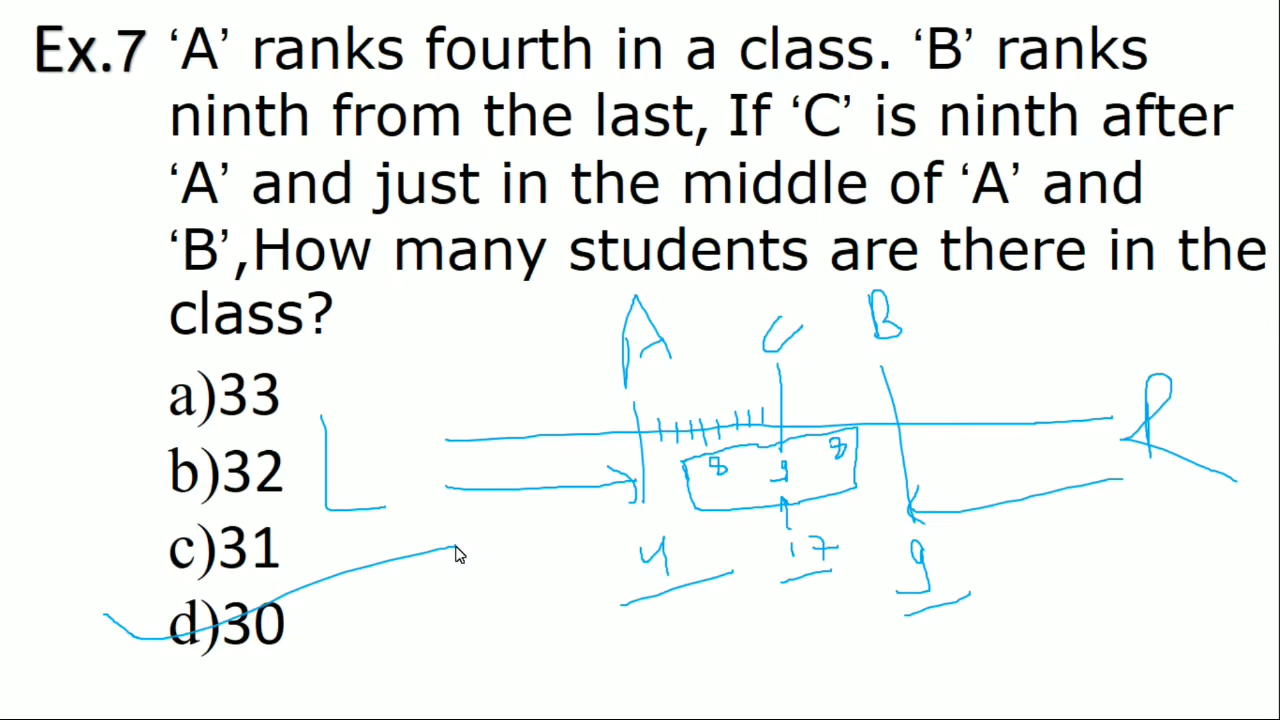 Ex.7 ‘A’ ranks fourth in a class. ‘B’ ranks
ninth from the last, If ‘C’ is ninth after
‘A’ and just in the middle of ‘A’ and
‘B’,How many students are there in the
class?
A C B
a)33
L R
b)32
8 9 8
c)31
4 17 9
d)30